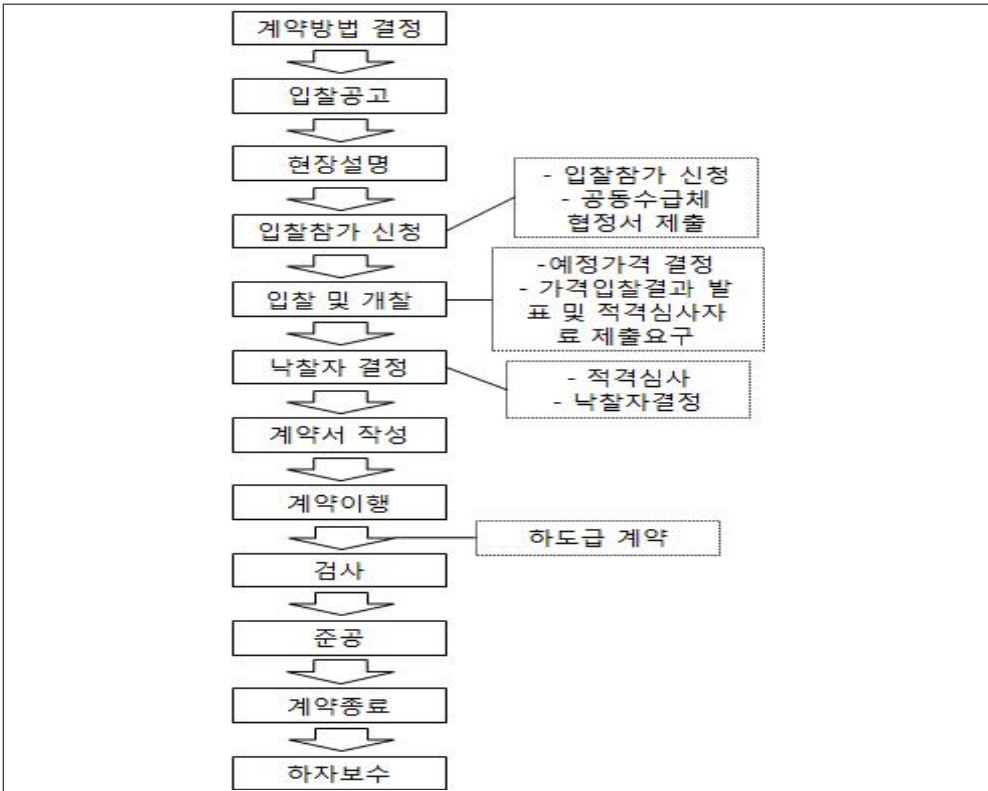 계약방법 결정
입찰공고
현장설명
입찰참가 신청
- 입찰참가 신청
- 공동수급체
협정서 제출
입찰 및 개찰
-예정가격 결정
- 가격입찰결과 발
표 및 적격심사자
료 제출요구
낙찰자 결정
- 적격심사
- 낙찰자결정
계약서 작성
계약이행
하도급 계약
검사
준공
계약종료
하자보수